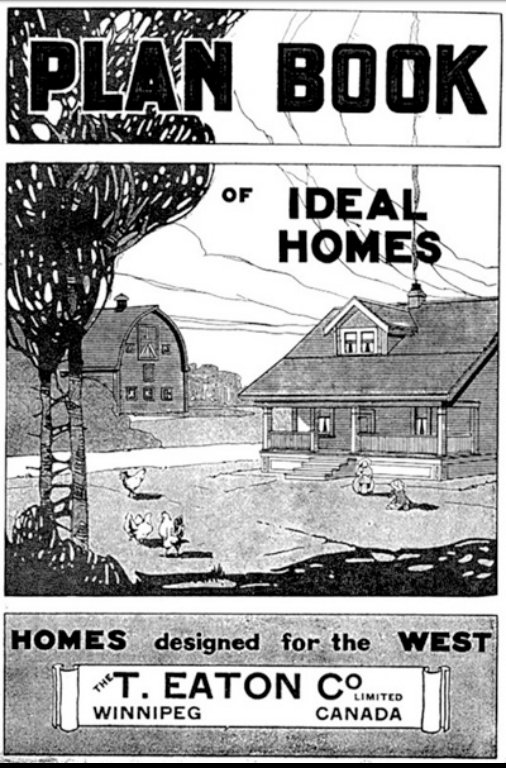 PLAN BOOK
OF IDEAL
HOMES
HOMES designed for the WEST
THE T. EATON Co LIMITED
WINNIPEG CANADA